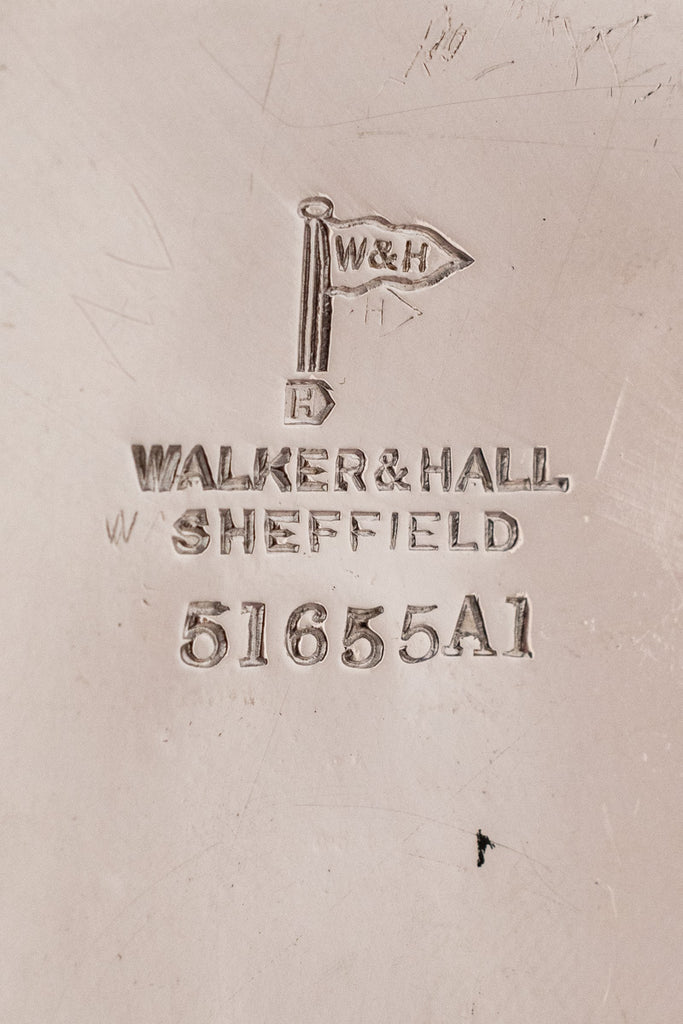 W&H
H
H
WALKER&HALL
W SHEFFIELD
51655A1